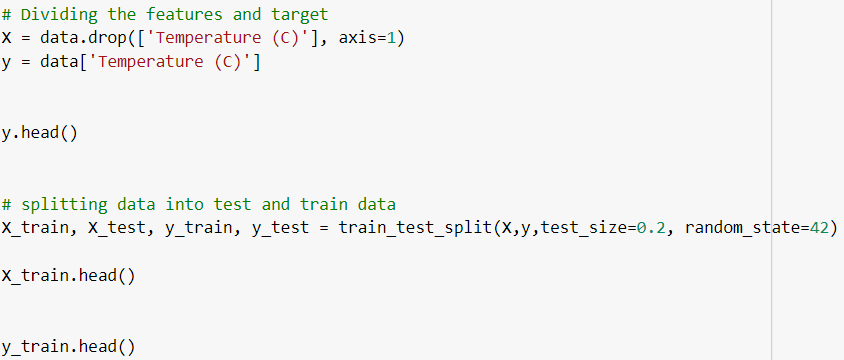 # Dividing the features and target
X = data.drop(['Temperature (C)'], axis=1)
y = data['Temperature (C)']
y.head()
# splitting data into test and train data
X_train, X_test, y_train, y_test = train_test_split(X,y,test_size=0.2, random_state=42)
X_train.head()
y_train.head()